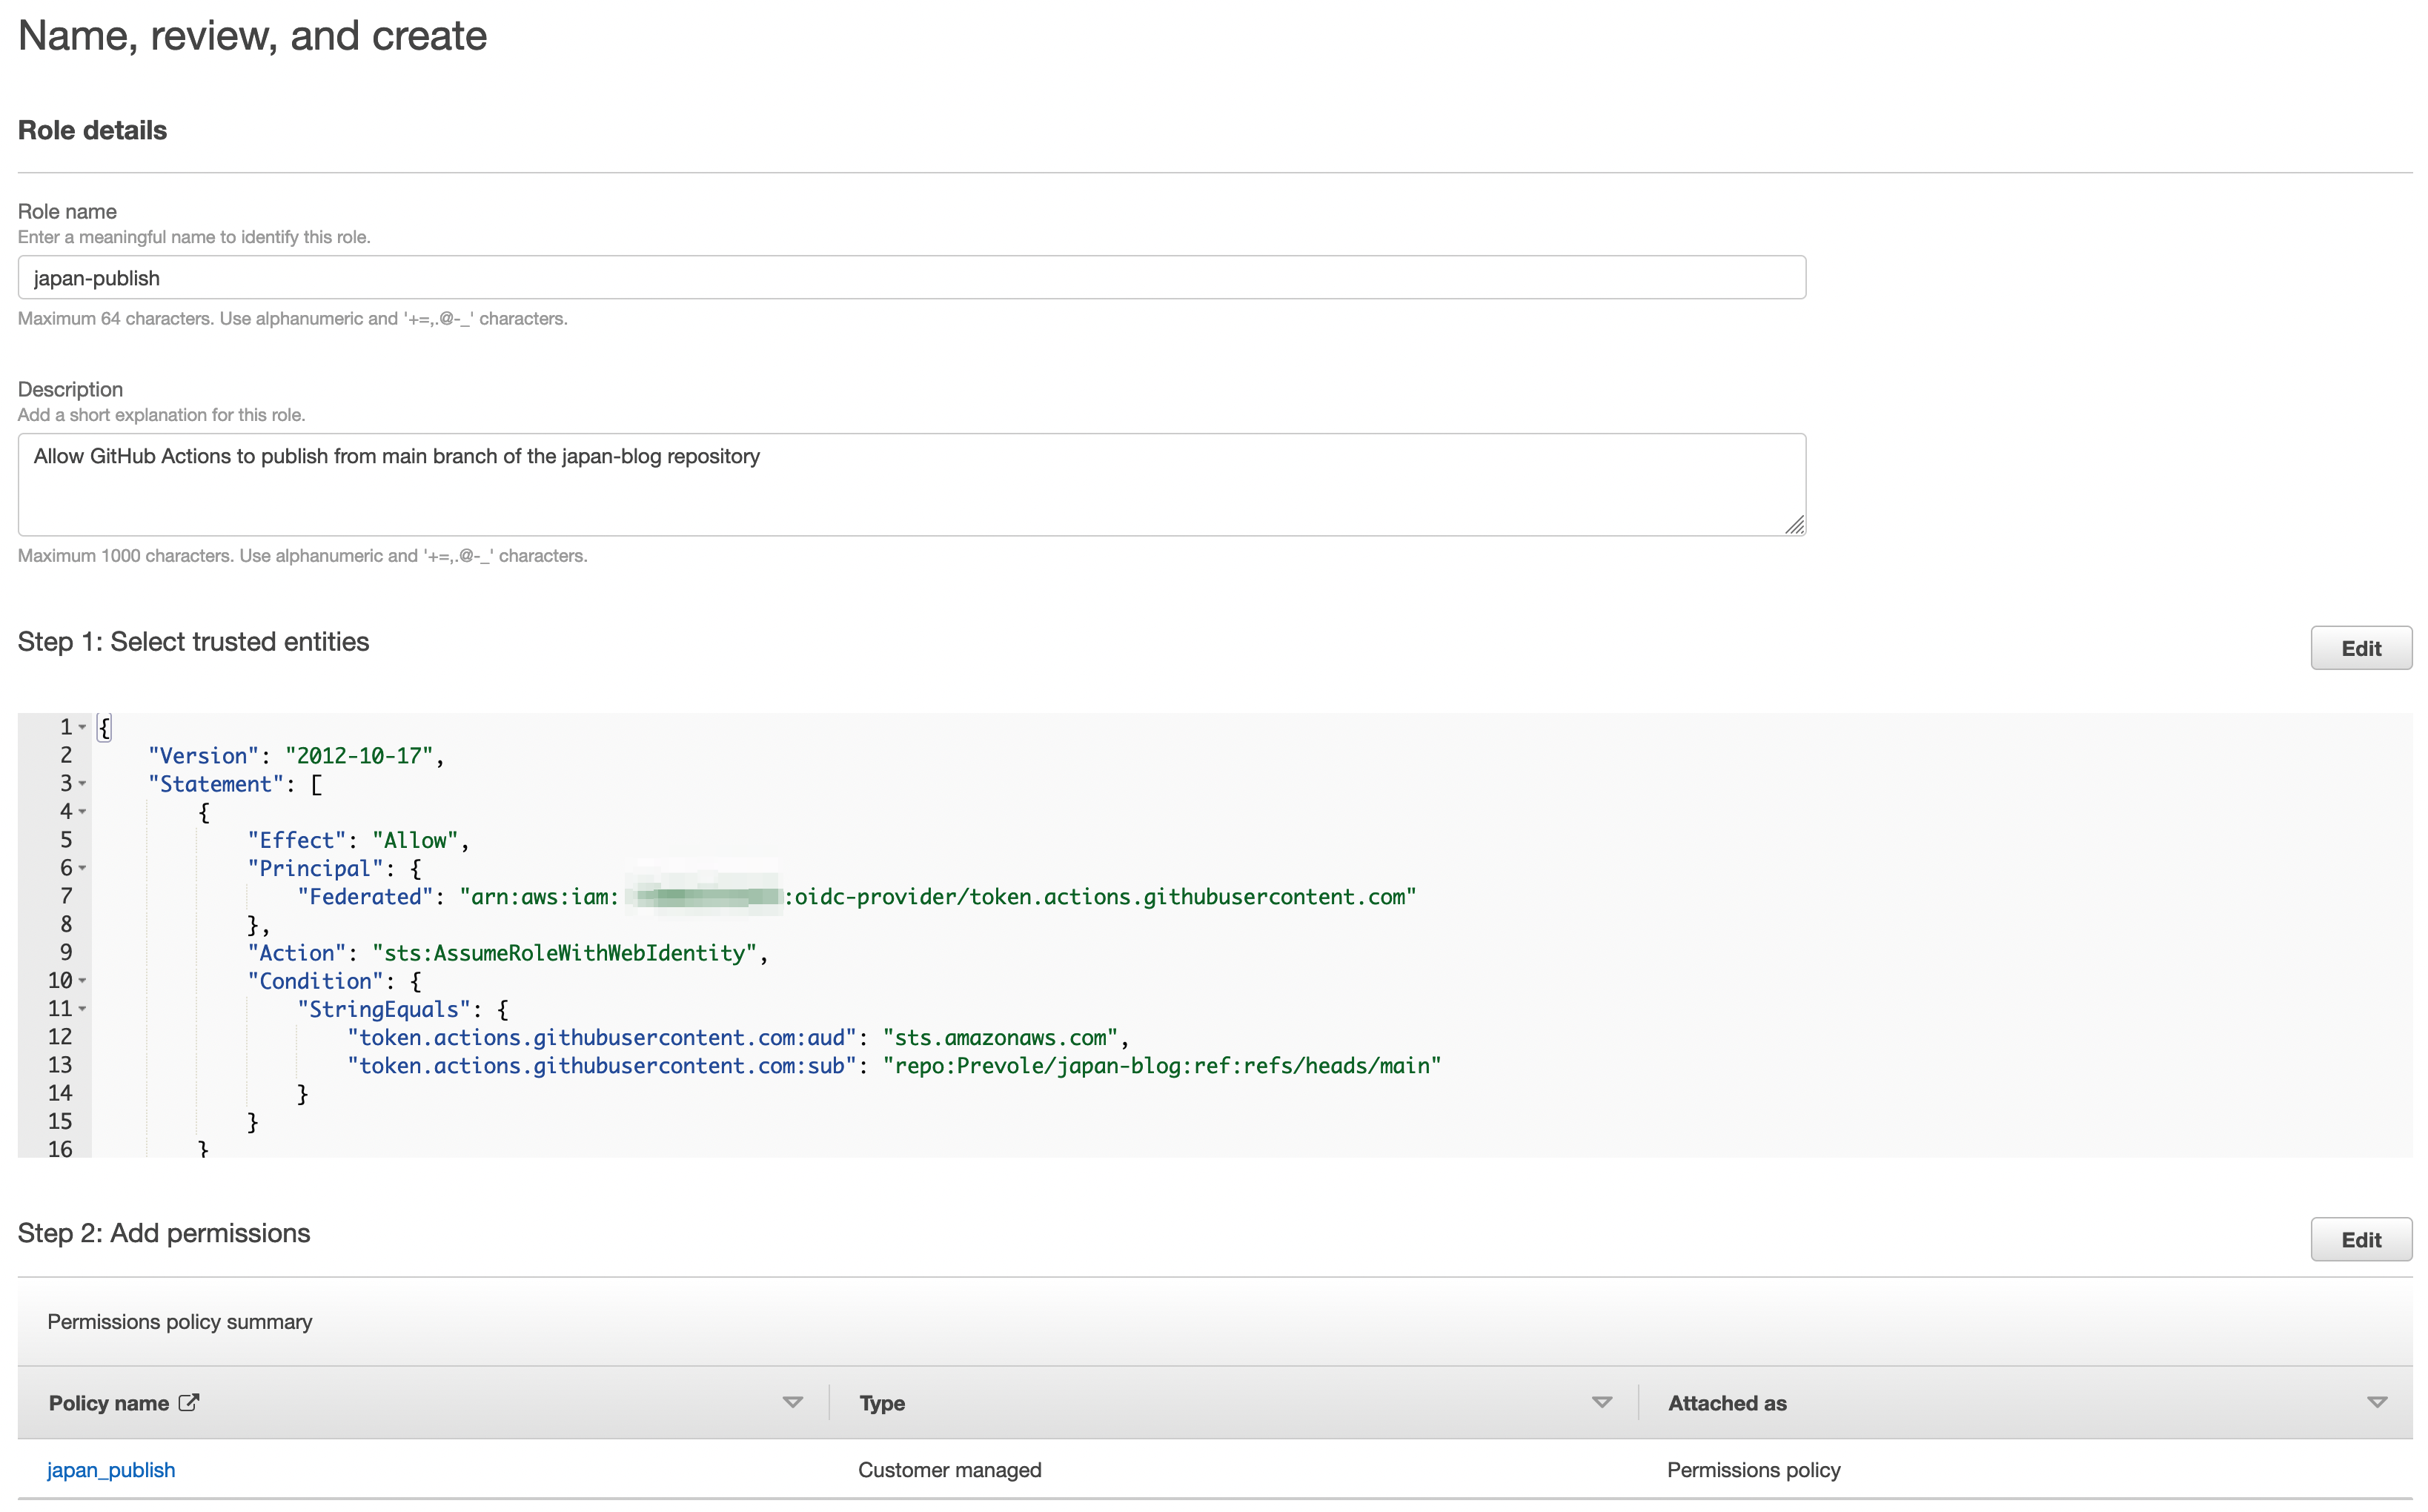 Name, review, and create
Role details
Role name
Enter a meaningful name to identify this role.
japan-publish
Maximum 64 characters. Use alphanumeric and '+=,.@-_' characters.
Description
Add a short explanation for this role.
Allow GitHub Actions to publish from main branch of the japan-blog repository
Maximum 1000 characters. Use alphanumeric and '+=,.@-_' characters.
Step 1: Select trusted entities
Edit
1 {
2 "Version": "2012-10-17",
3 "Statement": [
4 {
5 "Effect": "Allow",
6 "Principal": {
7 "Federated": "arn:aws:iam: :oidc-provider/token.actions.githubusercontent.com"
8 },
9 "Action": "sts:AssumeRoleWithWebIdentity",
10 "Condition": {
11 "StringEquals": {
12 "token.actions.githubusercontent.com:aud": "sts.amazonaws.com",
13 "token.actions.githubusercontent.com:sub": "repo:Prevole/japan-blog:ref:refs/heads/main"
14 }
15 }
16 }
Step 2: Add permissions
Edit
Permissions policy summary
Policy name Type Attached as
japan_publish Customer managed Permissions policy